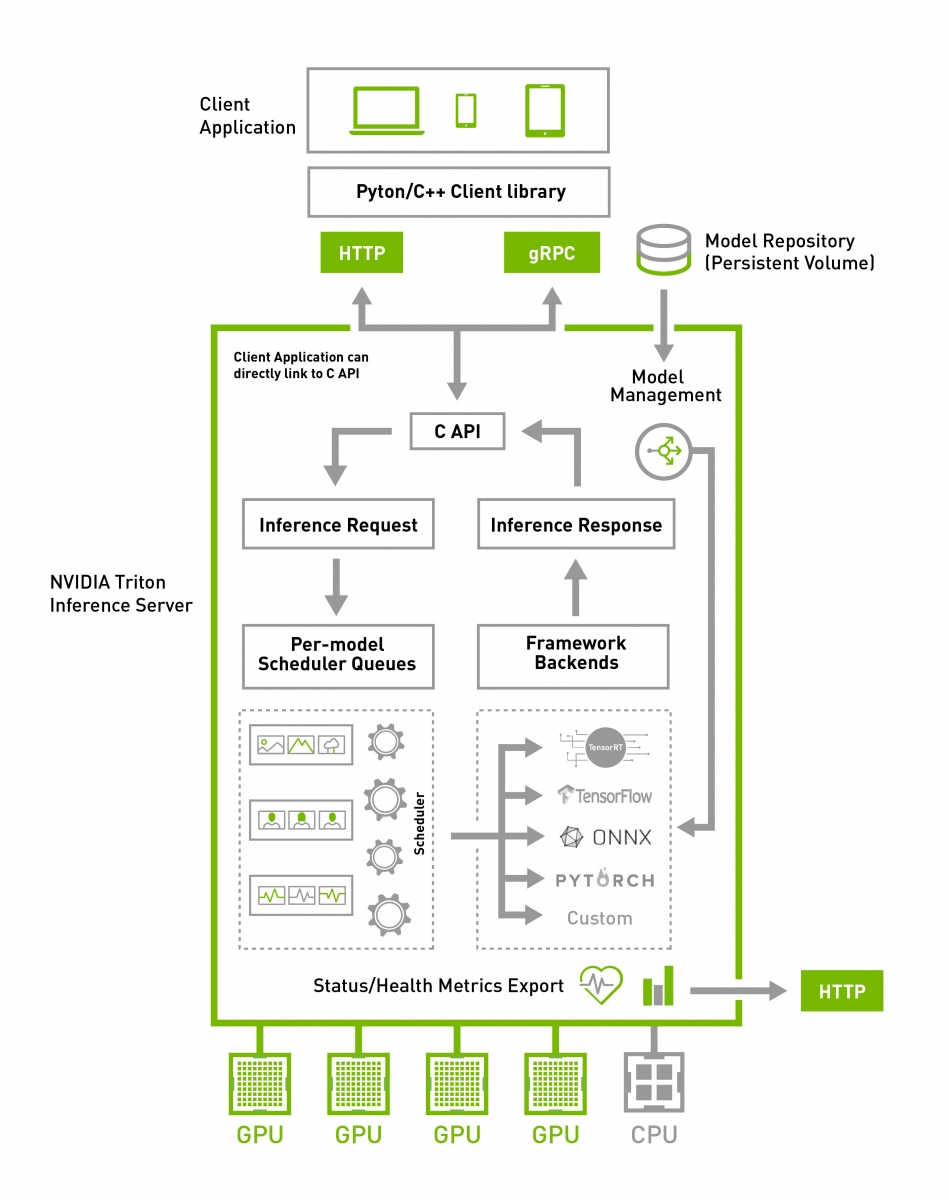 Client
Application
Pyton/C++ Client library
HTTP
gRPC
Model Repository
(Persistent Volume)
Client Application can
directly link to C API
Model
Management
C API
Inference Request
Inference Response
NVIDIA Triton
Inference Server
Per-model
Scheduler Queues
Framework
Backends
Scheduler
TensorRT
TensorFlow
ONNX
PYTORCH
Custom
Status/Health Metrics Export
HTTP
GPU
GPU
GPU
GPU
CPU